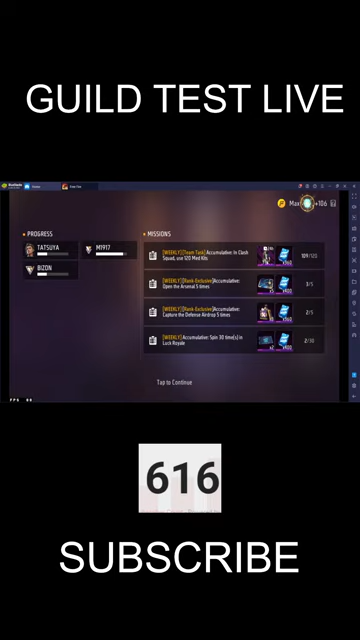 GUILD TEST LIVE
Max
+106
PROGRESS
TATSUYA
M1917
BIZON
MISSIONS
[WEEKLY][Team Task]Accumulative: In Clash
Squad, use 120 Med Kits
109/120
[WEEKLY][Rank-Exclusive]Accumulative:
Open the Arsenal 5 times
3/5
[WEEKLY][Rank-Exclusive]Accumulative:
Capture the Defense Airdrop 5 times
2/5
[WEEKLY] Accumulative: Spin 30 time(s) in
Luck Royale
2/30
Tap to Continue
616
SUBSCRIBE